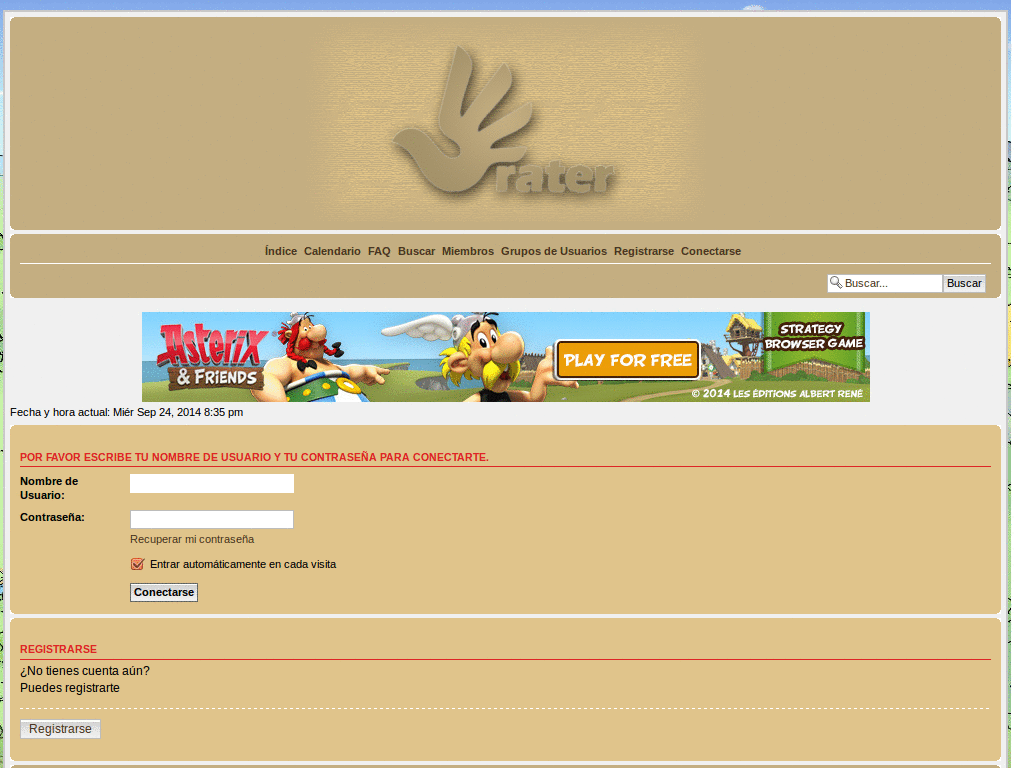 rater
Índice Calendario FAQ Buscar Miembros Grupos de Usuarios Registrarse Conectarse
Buscar... Buscar
Asterix
& FRIENDS
PLAY FOR FREE
STRATEGY
BROWSER GAME
© 2014 LES ÉDITIONS ALBERT RENÉ
Fecha y hora actual: Miér Sep 24, 2014 8:35 pm
POR FAVOR ESCRIBE TU NOMBRE DE USUARIO Y TU CONTRASEÑA PARA CONECTARTE.
Nombre de
Usuario:
Contraseña:
Recuperar mi contraseña
Entrar automáticamente en cada visita
Conectarse
REGISTRARSE
¿No tienes cuenta aún?
Puedes registrarte
Registrarse